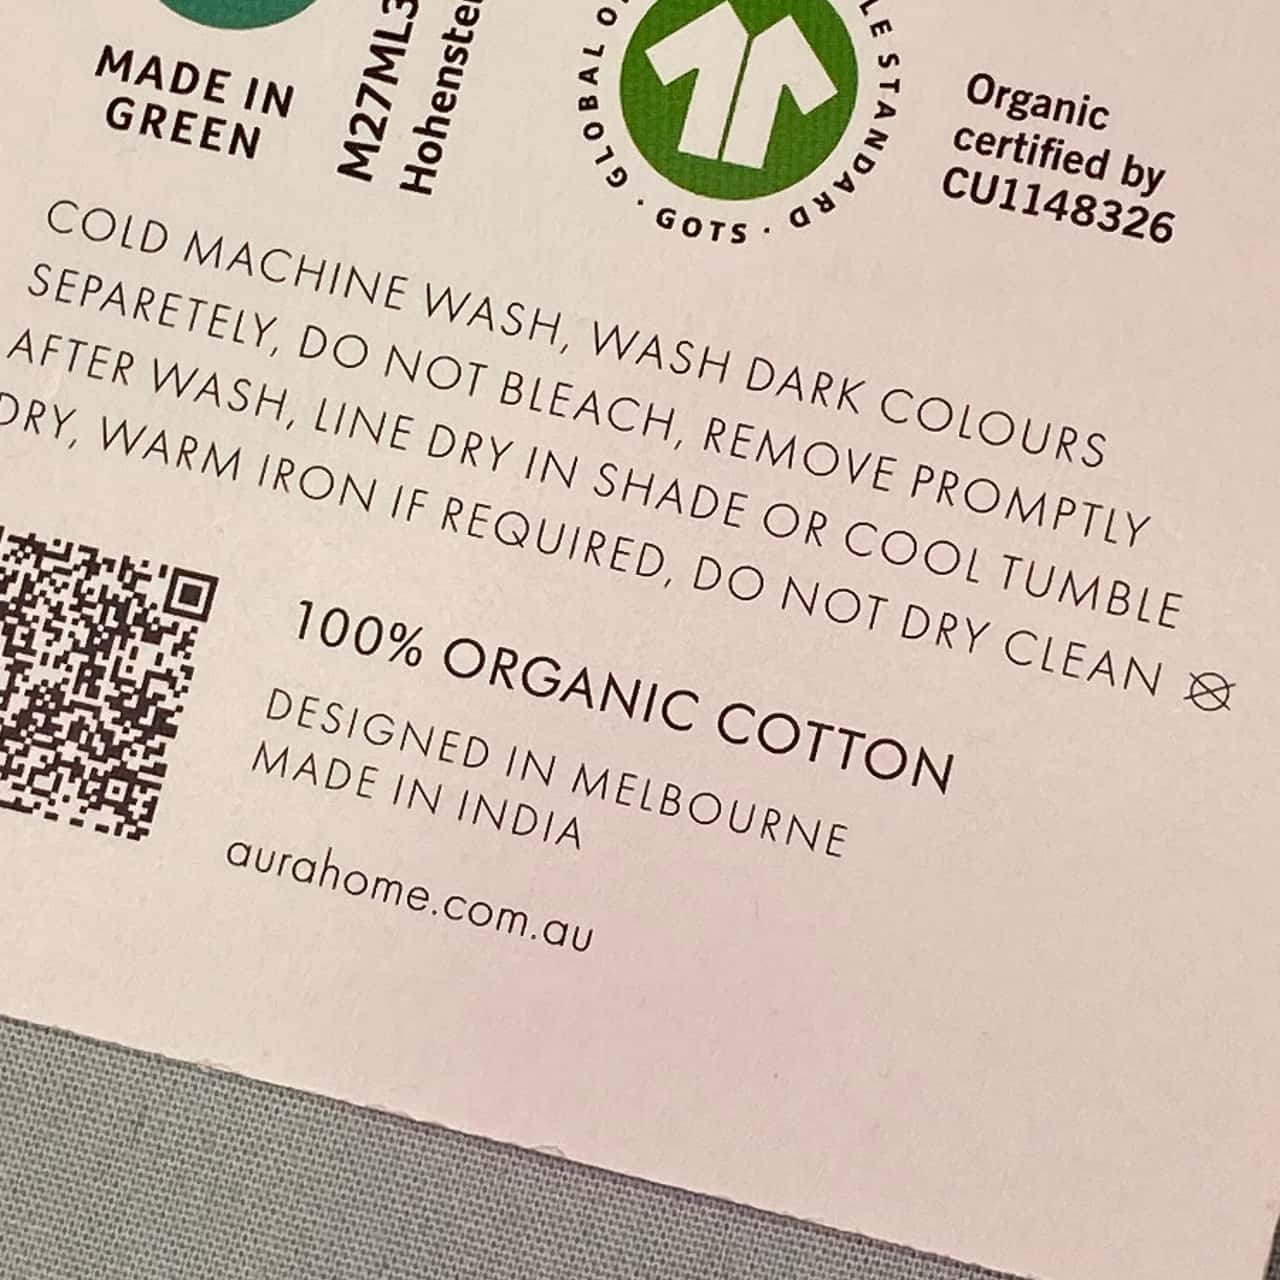 MADE IN
GREEN
M27ML3
GLOBAL
STANDARD
· GOTS ·
Organic
certified by
CU1148326
COLD MACHINE WASH, WASH DARK COLOURS
SEPARETELY, DO NOT BLEACH, REMOVE PROMPTLY
AFTER WASH, LINE DRY IN SHADE OR COOL TUMBLE
DRY, WARM IRON IF REQUIRED, DO NOT DRY CLEAN
100% ORGANIC COTTON
DESIGNED IN MELBOURNE
MADE IN INDIA
aurahome.com.au